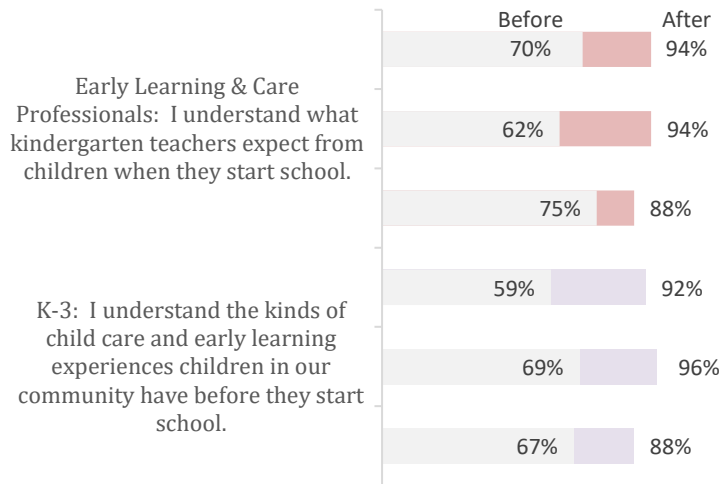 Before After
70% 94%
Early Learning & Care
Professionals: I understand what
kindergarten teachers expect from
children when they start school.
62% 94%
75% 88%
59% 92%
K-3: I understand the kinds of
child care and early learning
experiences children in our
community have before they start
school.
69% 96%
67% 88%